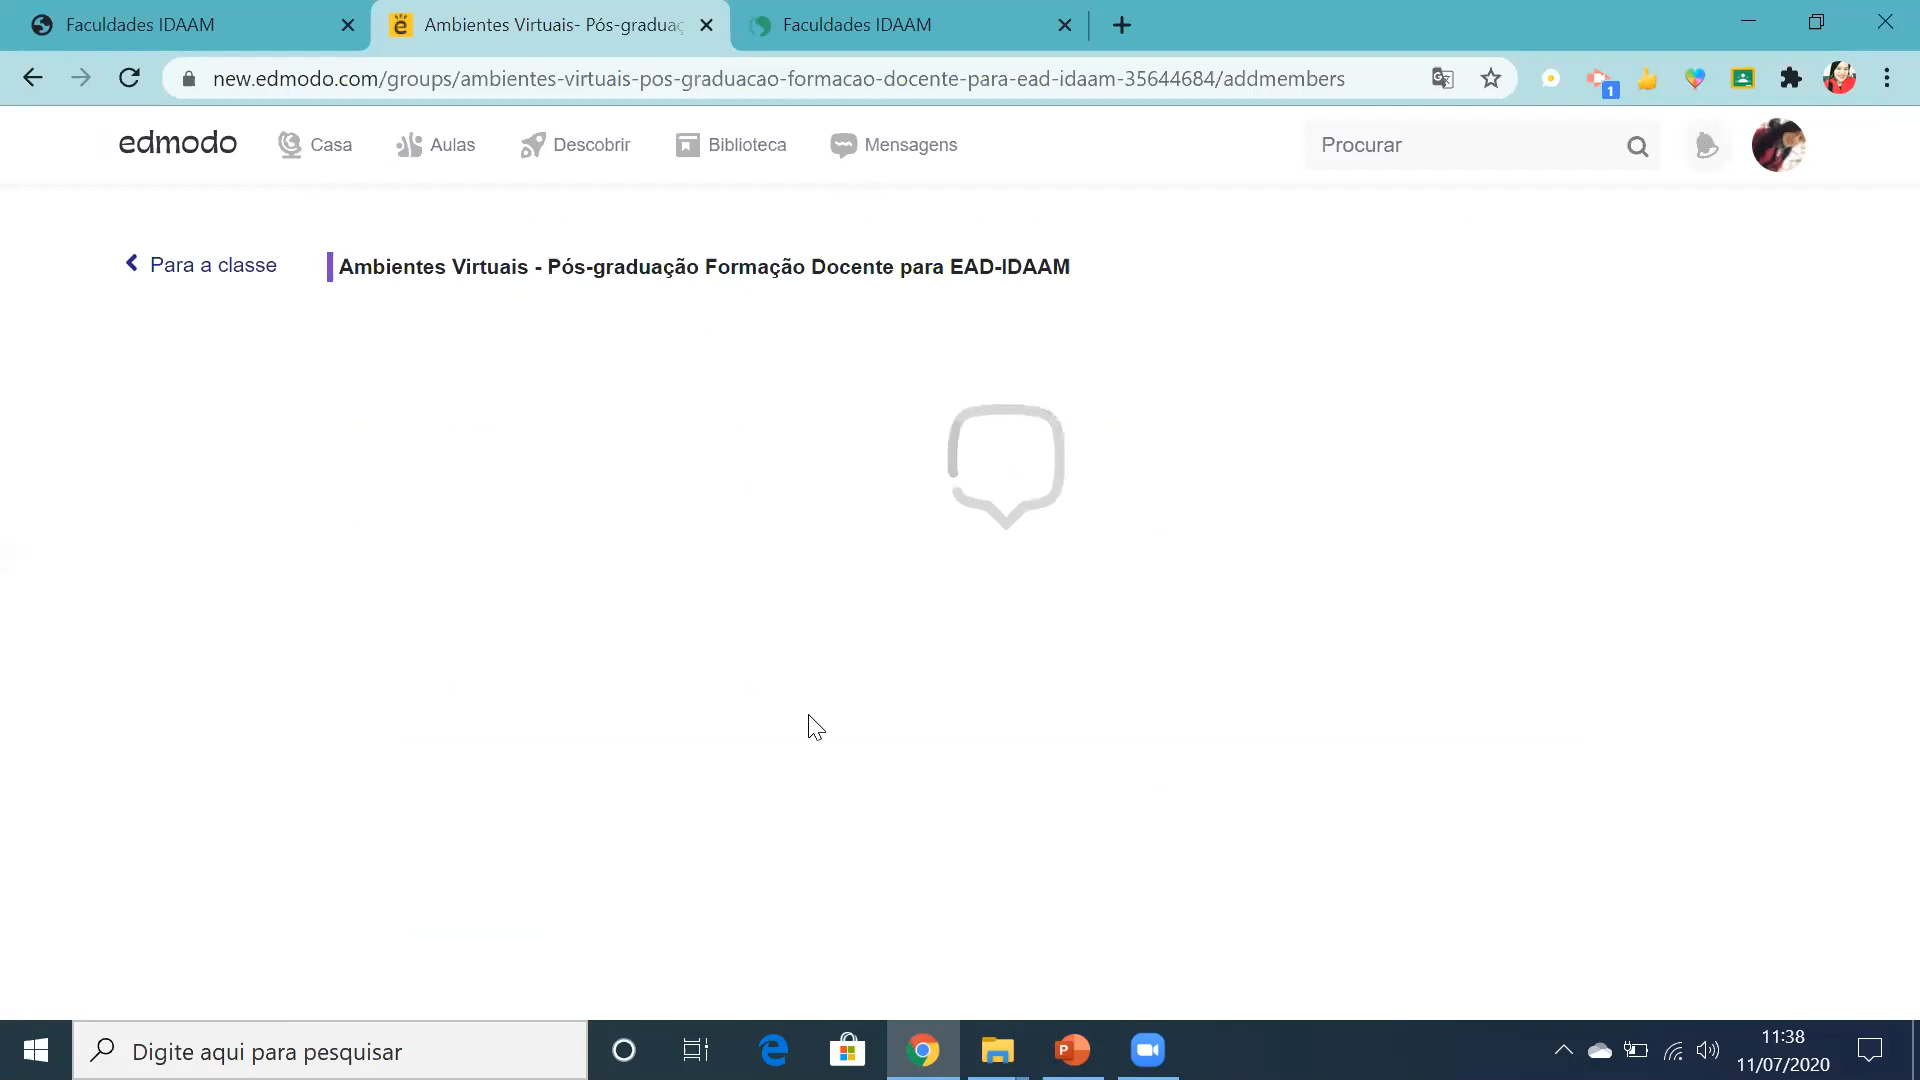 Faculdades IDAAM
Ambientes Virtuais- Pós-graduaç
Faculdades IDAAM
new.edmodo.com/groups/ambientes-virtuais-pos-graduacao-formacao-docente-para-ead-idaam-35644684/addmembers
1
edmodo
Casa
Aulas
Descobrir
Biblioteca
Mensagens
Procurar
Para a classe
Ambientes Virtuais - Pós-graduação Formação Docente para EAD-IDAAM
Digite aqui para pesquisar
11:38
11/07/2020